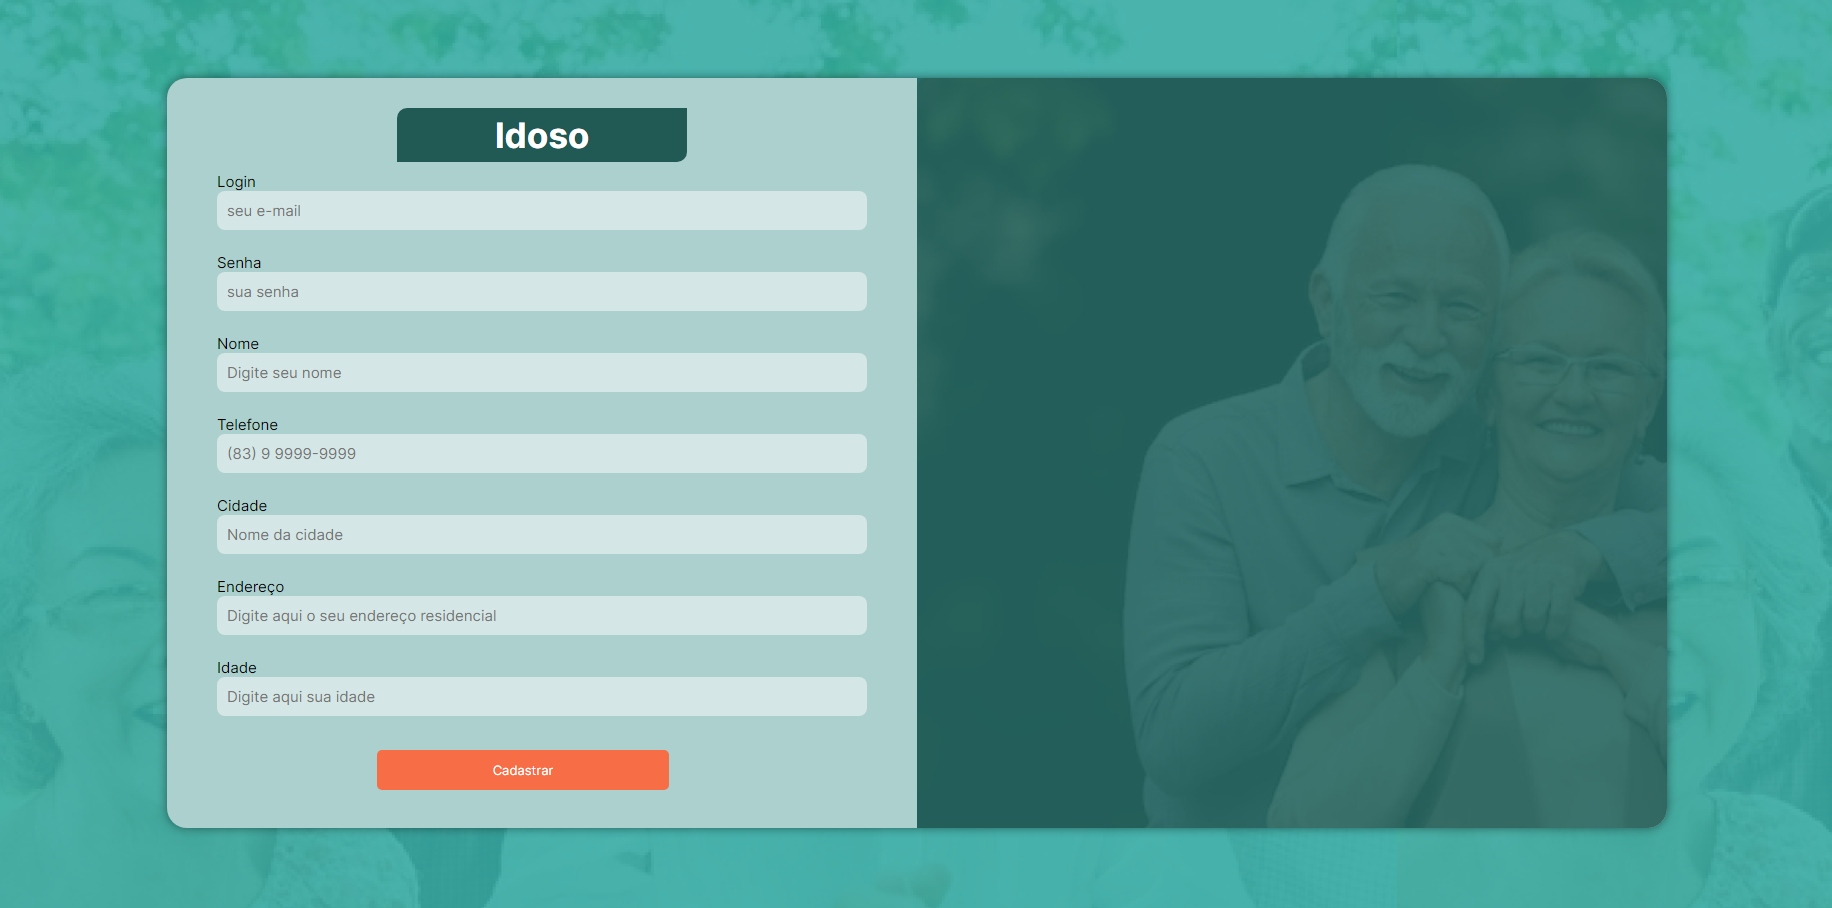 Idoso
Login
seu e-mail
Senha
sua senha
Nome
Digite seu nome
Telefone
(83) 9 9999-9999
Cidade
Nome da cidade
Endereço
Digite aqui o seu endereço residencial
Idade
Digite aqui sua idade
Cadastrar